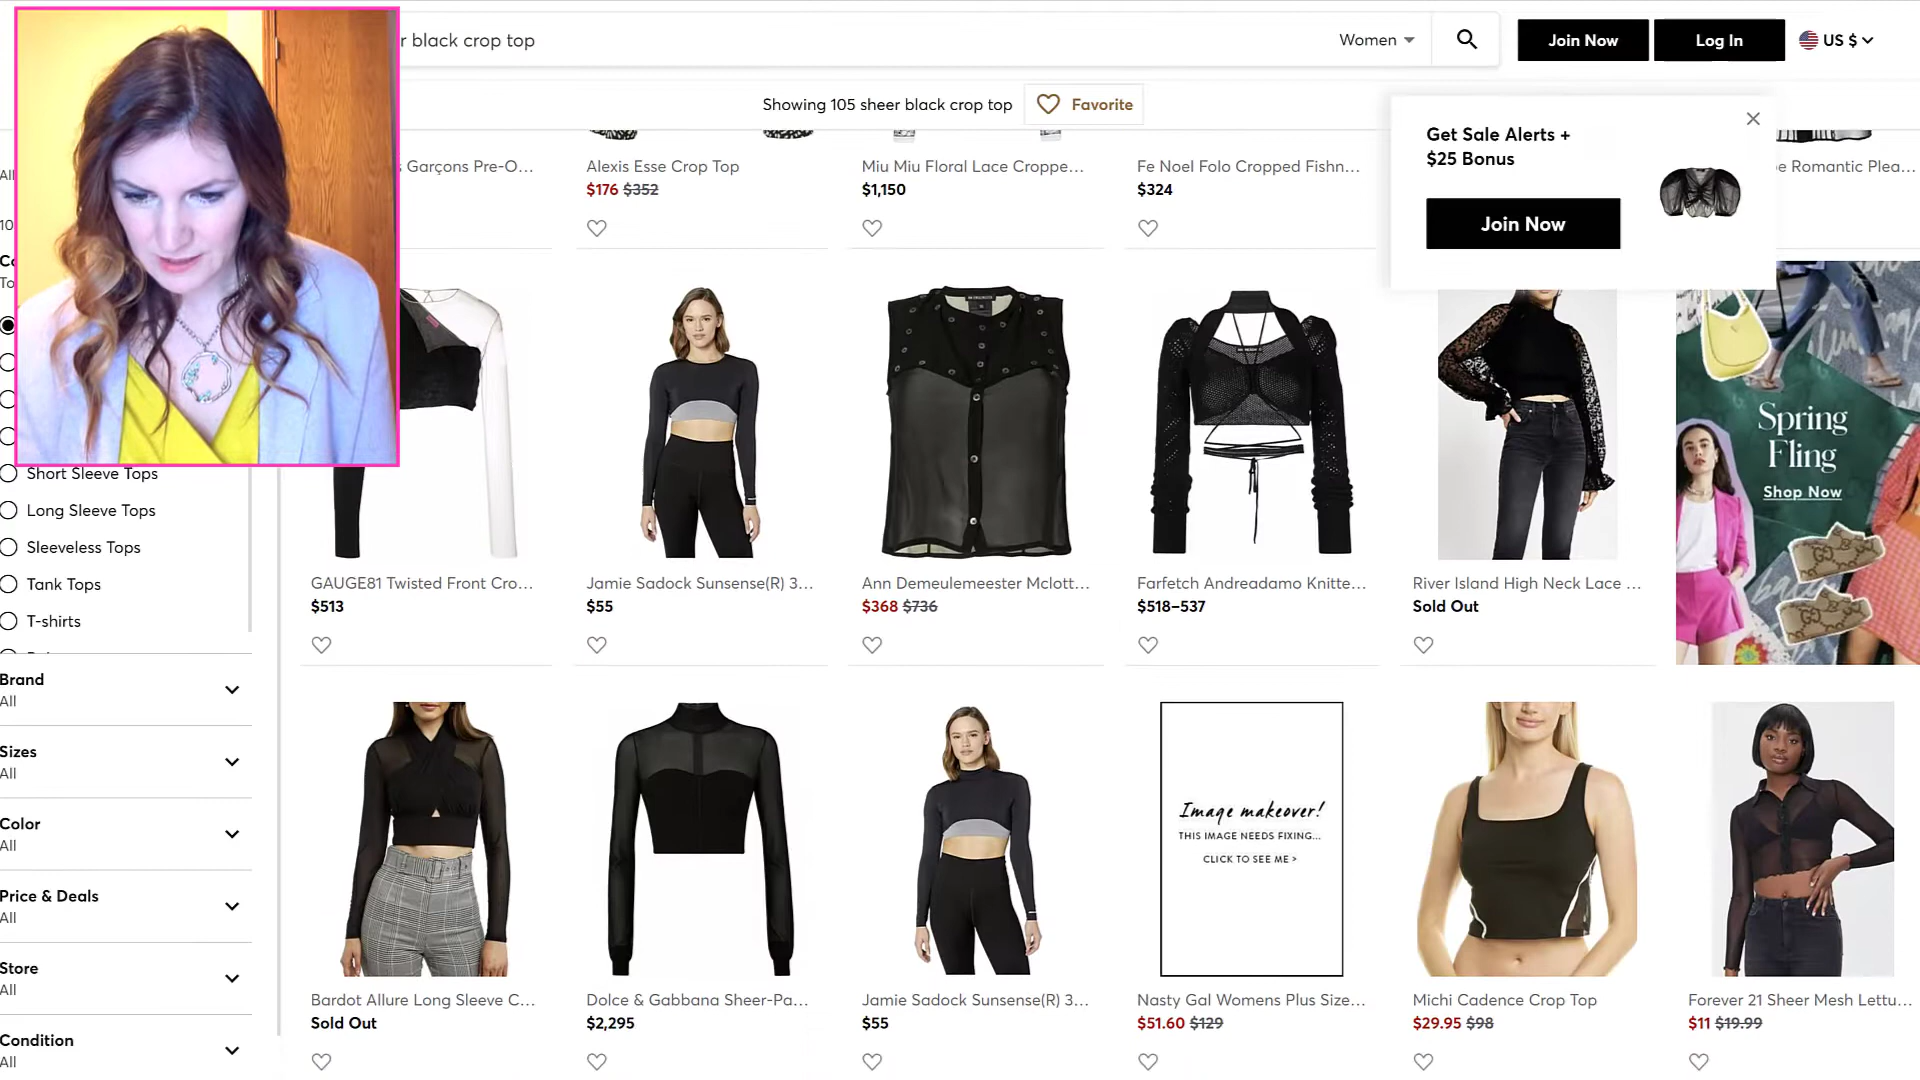 r black crop top
Women
Join Now
Log In
US $
Showing 105 sheer black crop top
Favorite
Get Sale Alerts +
$25 Bonus
Join Now
s Garçons Pre-O...
Alexis Esse Crop Top
$176 $352
Miu Miu Floral Lace Croppe...
$1,150
Fe Noel Folo Cropped Fishn...
$324
e Romantic Plea...
All
10
Co
To
Short Sleeve Tops
Long Sleeve Tops
Sleeveless Tops
Tank Tops
T-shirts
Brand
All
Sizes
All
Color
All
Price & Deals
All
Store
All
Condition
All
GAUGE81 Twisted Front Cro...
$513
Jamie Sadock Sunsense(R) 3...
$55
Ann Demeulemeester Mclott...
$368 $736
Farfetch Andreadamo Knitte...
$518–537
River Island High Neck Lace ...
Sold Out
Spring
Fling
Shop Now
Image makeover!
THIS IMAGE NEEDS FIXING...
CLICK TO SEE ME >
Bardot Allure Long Sleeve C...
Sold Out
Dolce & Gabbana Sheer-Pa...
$2,295
Jamie Sadock Sunsense(R) 3...
$55
Nasty Gal Womens Plus Size...
$51.60 $129
Michi Cadence Crop Top
$29.95 $98
Forever 21 Sheer Mesh Lettu...
$11 $19.99